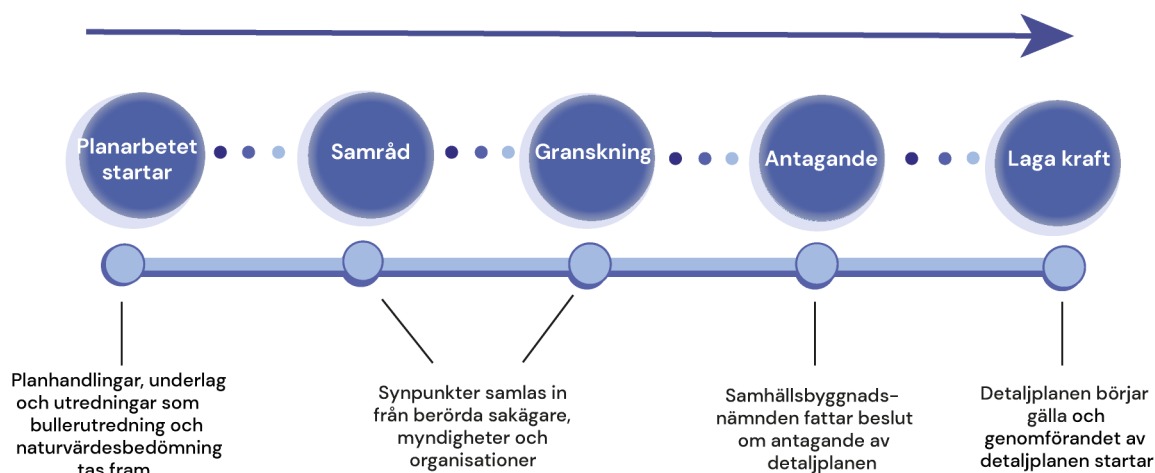 Planarbetet
startar
Samråd
Granskning
Antagande
Laga kraft
Planhandlingar, underlag
och utredningar som
bullerutredning och
naturvärdesbedömning
tas fram
Synpunkter samlas in
från berörda sakägare,
myndigheter och
organisationer
Samhällsbyggnads-
nämnden fattar beslut
om antagande av
detaljplanen
Detaljplanen börjar
gälla och
genomförandet av
detaljplanen startar